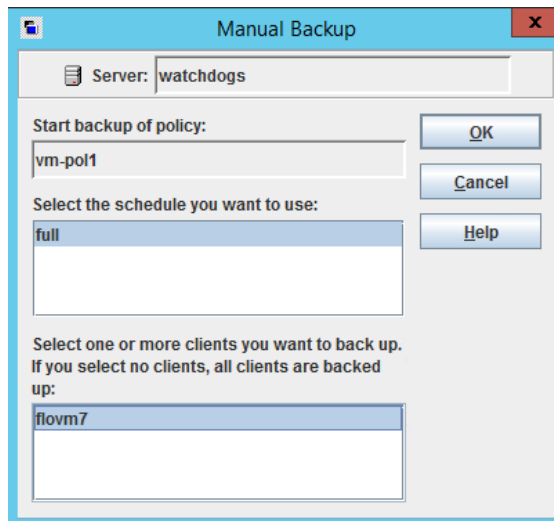 Manual Backup
x
Server: watchdogs
Start backup of policy:
vm-pol1
OK
Cancel
Select the schedule you want to use:
full
Help
Select one or more clients you want to back up.
If you select no clients, all clients are backed
up:
flovm7